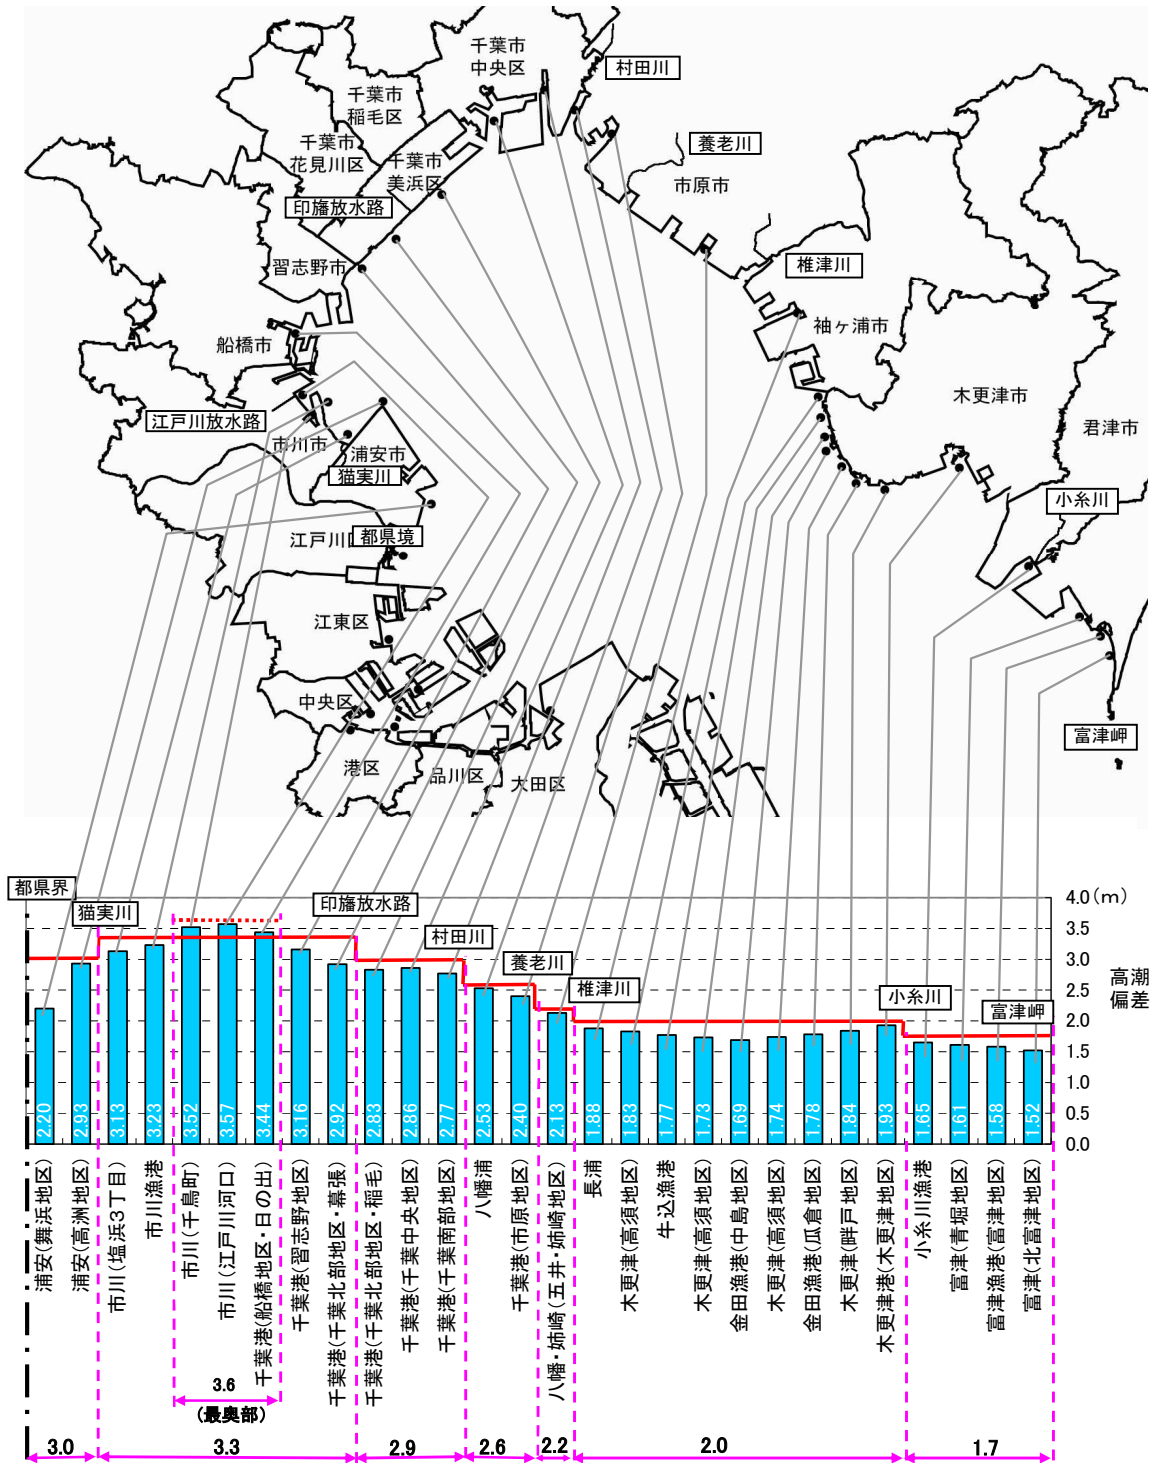 千葉市
中央区
村田川
千葉市
稲毛区
千葉市
花見川区
千葉市
美浜区
養老川
市原市
印旛放水路
習志野市
椎津川
船橋市
袖ヶ浦市
木更津市
江戸川放水路
君津市
市川市
浦安市
猫実川
小糸川
江戸川区
都県境
江東区
中央区
港区
品川区
大田区
富津岬
都県界
猫実川
印旛放水路
村田川
養老川
椎津川
小糸川
富津岬
4.0(m)
3.5
3.0
2.5
2.0
1.5
1.0
0.5
0.0
高潮
偏差
2.20
2.93
3.13
3.23
3.52
3.57
3.44
3.16
2.92
2.83
2.86
2.77
2.53
2.40
2.13
1.88
1.83
1.77
1.73
1.69
1.74
1.78
1.84
1.93
1.65
1.61
1.58
1.52
浦安(舞浜地区)
浦安(高洲地区)
市川(塩浜3丁目)
市川漁港
市川(千鳥町)
市川(江戸川河口)
千葉港(船橋地区・日の出)
千葉港(習志野地区)
千葉港(千葉北部地区・幕張)
千葉港(千葉北部地区・稲毛)
千葉港(千葉中央地区)
千葉港(千葉南部地区)
八幡浦
千葉港(市原地区)
八幡・姉崎(五井・姉崎地区)
長浦
木更津(高須地区)
牛込漁港
木更津(高須地区)
金田漁港(中島地区)
木更津(高須地区)
金田漁港(瓜倉地区)
木更津(畔戸地区)
木更津港(木更津地区)
小糸川漁港
富津(青堀地区)
富津漁港(富津地区)
富津(北富津地区)
3.6
(最奥部)
3.0
3.3
2.9
2.6
2.2
2.0
1.7